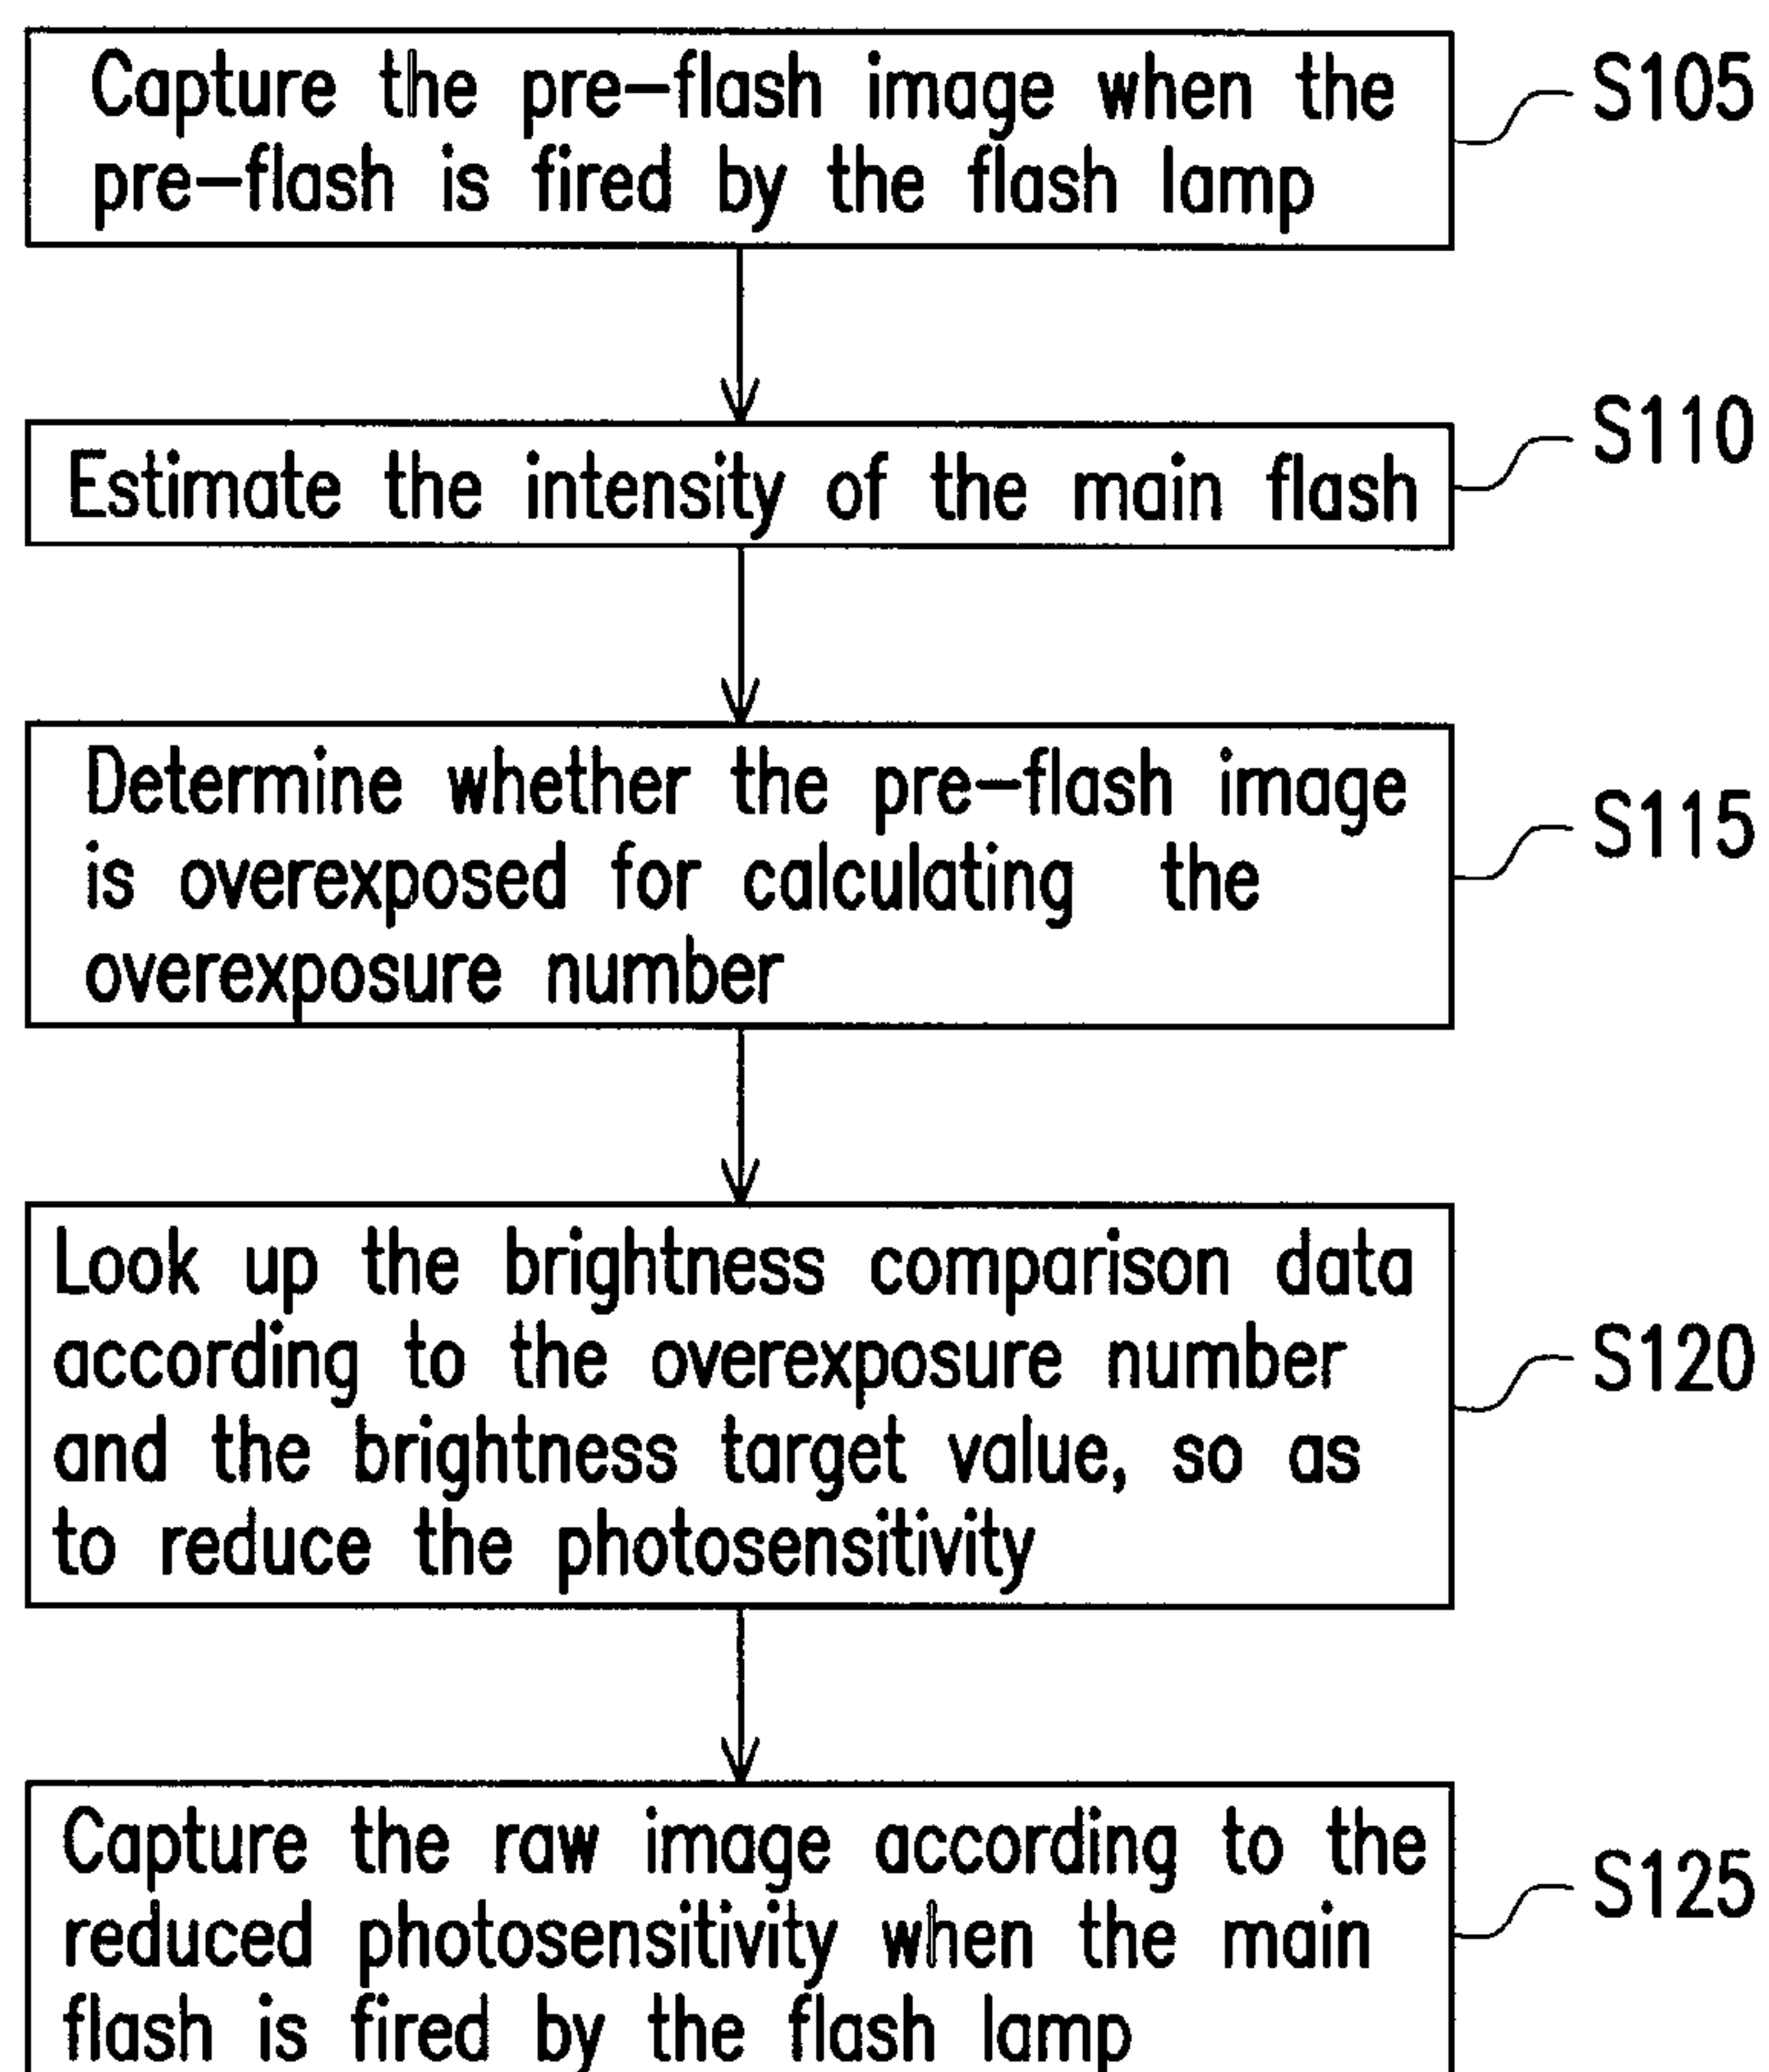 Capture the pre-flash image when the
pre-flash is fired by the flash lamp
S105
Estimate the intensity of the main flash
S110
Determine whether the pre-flash image
is overexposed for calculating the
overexposure number
S115
Look up the brightness comparison data
according to the overexposure number
and the brightness target value, so as
to reduce the photosensitivity
S120
Capture the raw image according to the
reduced photosensitivity when the main
flash is fired by the flash lamp
S125